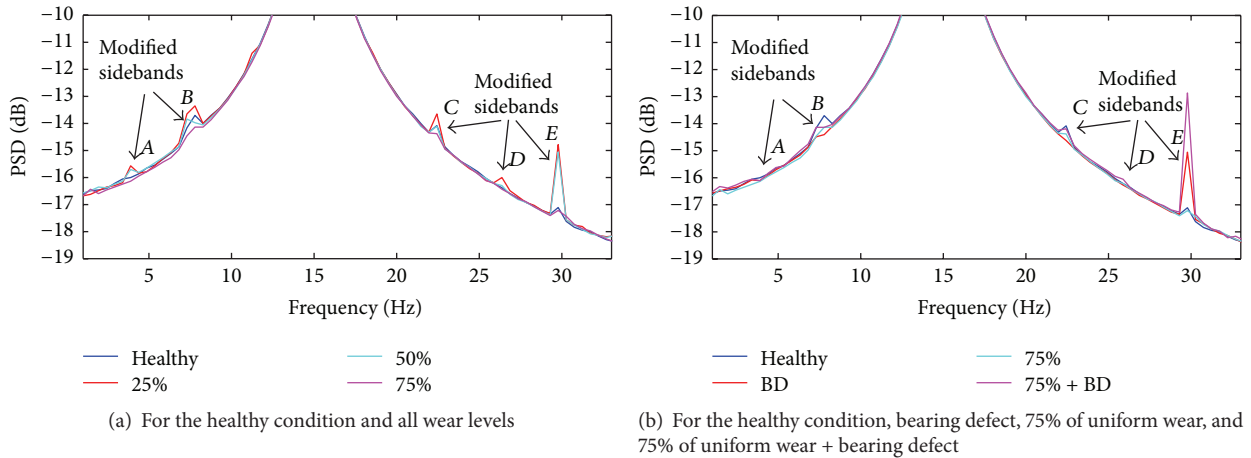 −10
−11
−12
−13
−14
−15
−16
−17
−18
−19
PSD (dB)
Modified
sidebands
A
B
C
Modified
sidebands
D
E
5
10
15
20
25
30
Frequency (Hz)
Healthy
25%
50%
75%
(a) For the healthy condition and all wear levels
−10
−11
−12
−13
−14
−15
−16
−17
−18
−19
PSD (dB)
Modified
sidebands
A
B
C
Modified
sidebands
D
E
5
10
15
20
25
30
Frequency (Hz)
Healthy
BD
75%
75% + BD
(b) For the healthy condition, bearing defect, 75% of uniform wear, and
75% of uniform wear + bearing defect